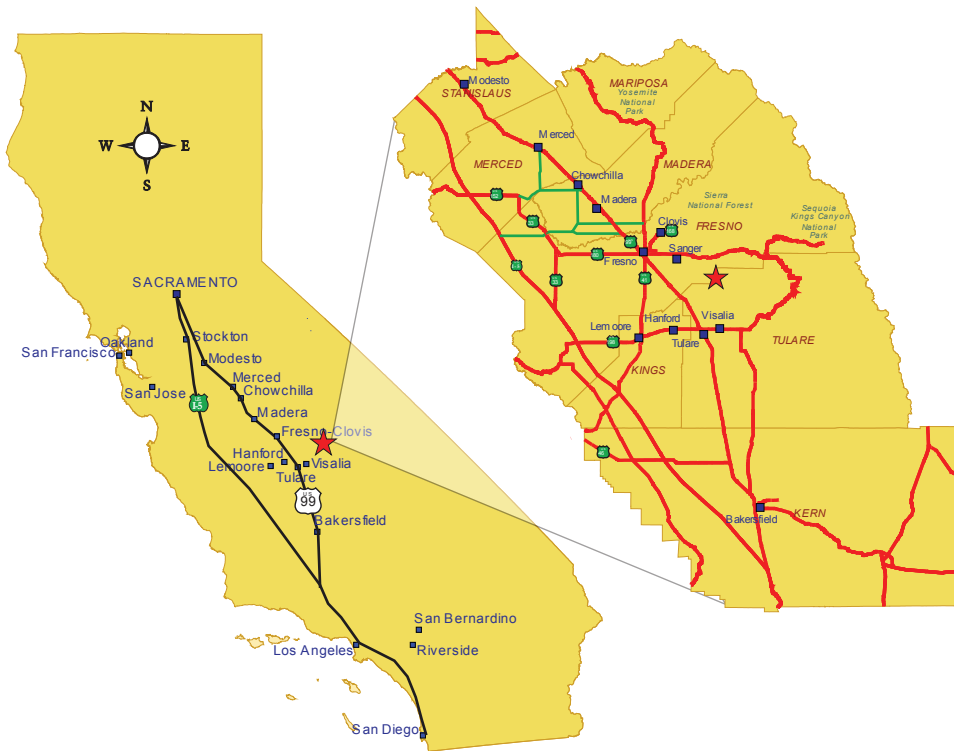 N
W
E
S
SACRAMENTO
Stockton
Oakland
San Francisco
Modesto
Merced
San Jose
Chowchilla
US
I-5
Madera
Fresno-Clovis
Hanford
Lemoore
Visalia
Tulare
US
99
Bakersfield
San Bernardino
Los Angeles
Riverside
San Diego
Modesto
STANISLAUS
MARIPOSA
Yosemite
National
Park
Merced
MERCED
MADERA
Chowchilla
Madera
Sierra
National Forest
Sequoia
Kings Canyon
National
Park
Clovis
FRESNO
Sanger
Fresno
Hanford
Visalia
Lemoore
Tulare
TULARE
KINGS
Bakersfield
KERN